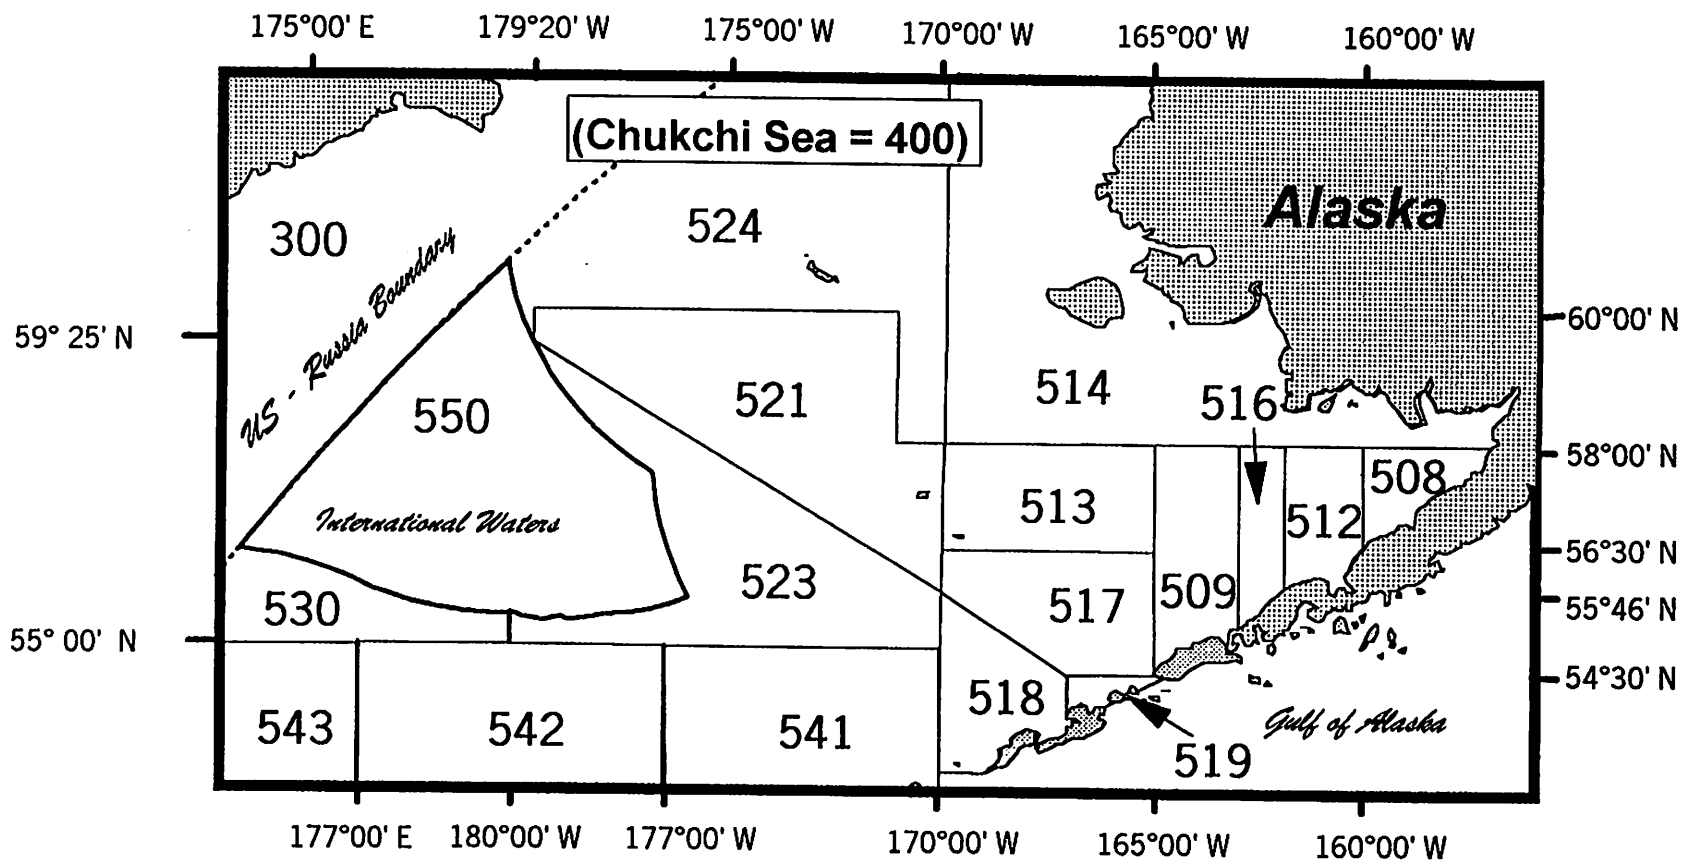 175°00' E
179°20' W
175°00' W
170°00' W
165°00' W
160°00' W
(Chukchi Sea = 400)
Alaska
300
524
US - Russia Boundary
59° 25' N
60°00' N
550
521
514
516
58°00' N
508
International Waters
513
512
56°30' N
530
523
517
509
55°46' N
55° 00' N
54°30' N
518
543
542
541
Gulf of Alaska
519
177°00' E
180°00' W
177°00' W
170°00' W
165°00' W
160°00' W